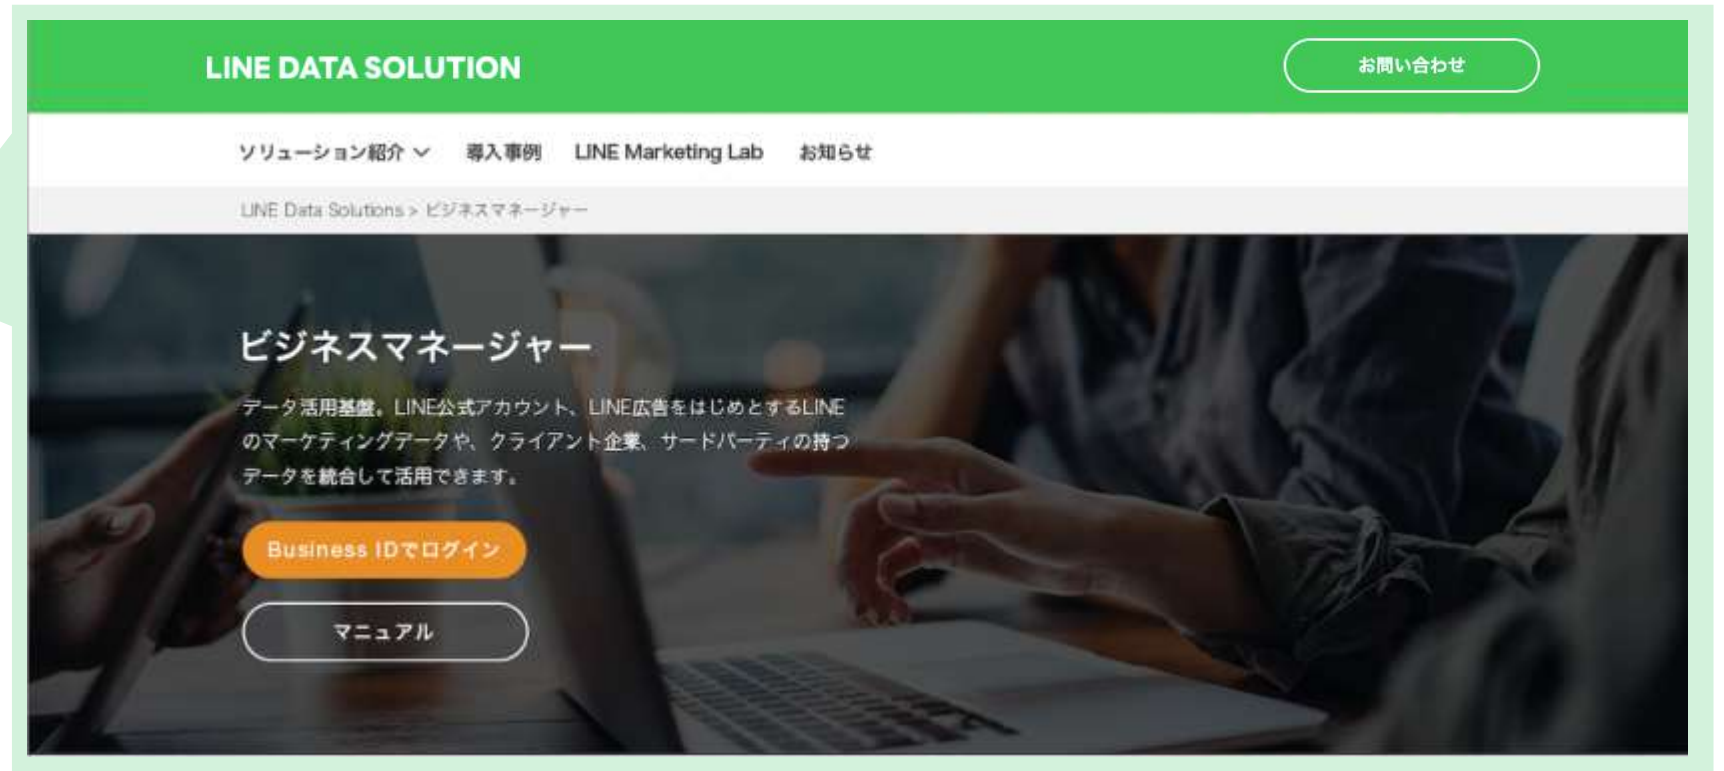 LINE DATA SOLUTION
お問い合わせ
ソリューション紹介 導入事例 LINE Marketing Lab お知らせ
LINE Data Solutions > ビジネスマネージャー
ビジネスマネージャー
データ活用基盤。LINE公式アカウント、LINE広告をはじめとするLINE
のマーケティングデータや、クライアント企業、サードパーティの持つ
データを統合して活用できます。
Business IDでログイン
マニュアル